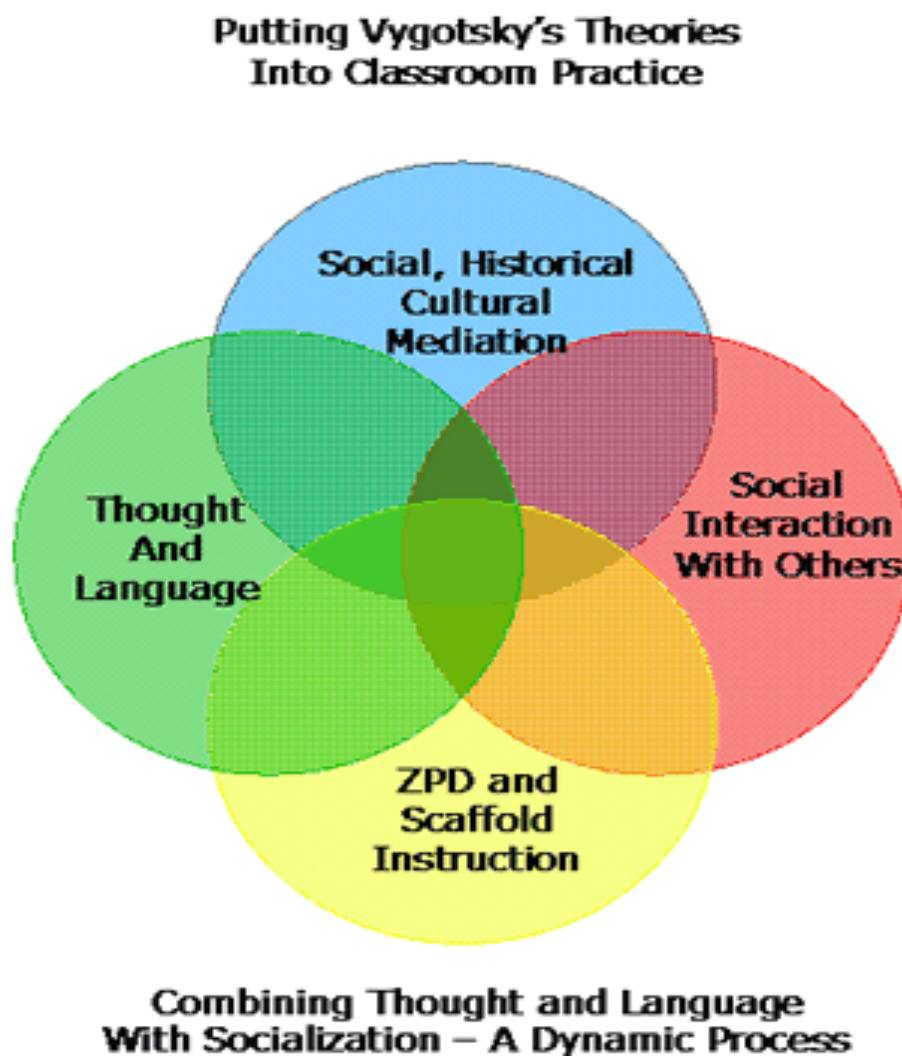 Putting Vygotsky's Theories
Into Classroom Practice
Social, Historical
Cultural
Mediation
Thought
And
Language
Social
Interaction
With Others
ZPD and
Scaffold
Instruction
Combining Thought and Language
With Socialization – A Dynamic Process